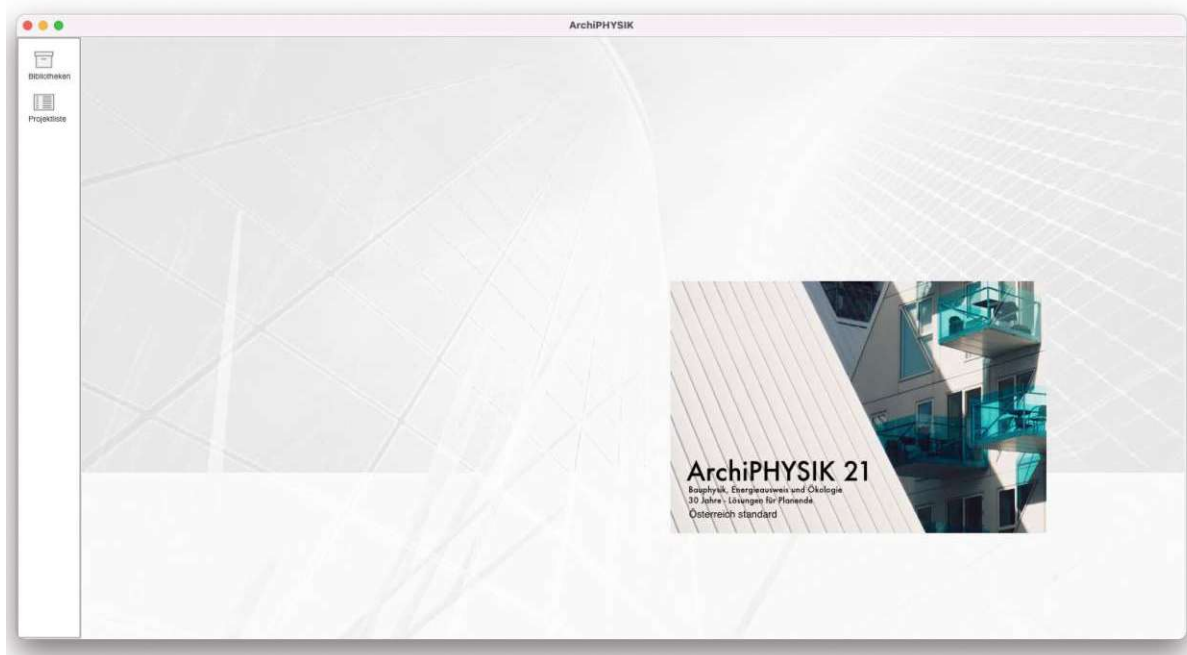 ArchiPHYSIK
Bibliotheken
Projektliste
ArchiPHYSIK 21
Bauphysik, Energieausweis und Ökologie
30 Jahre - Lösungen für Planende
Österreich standard